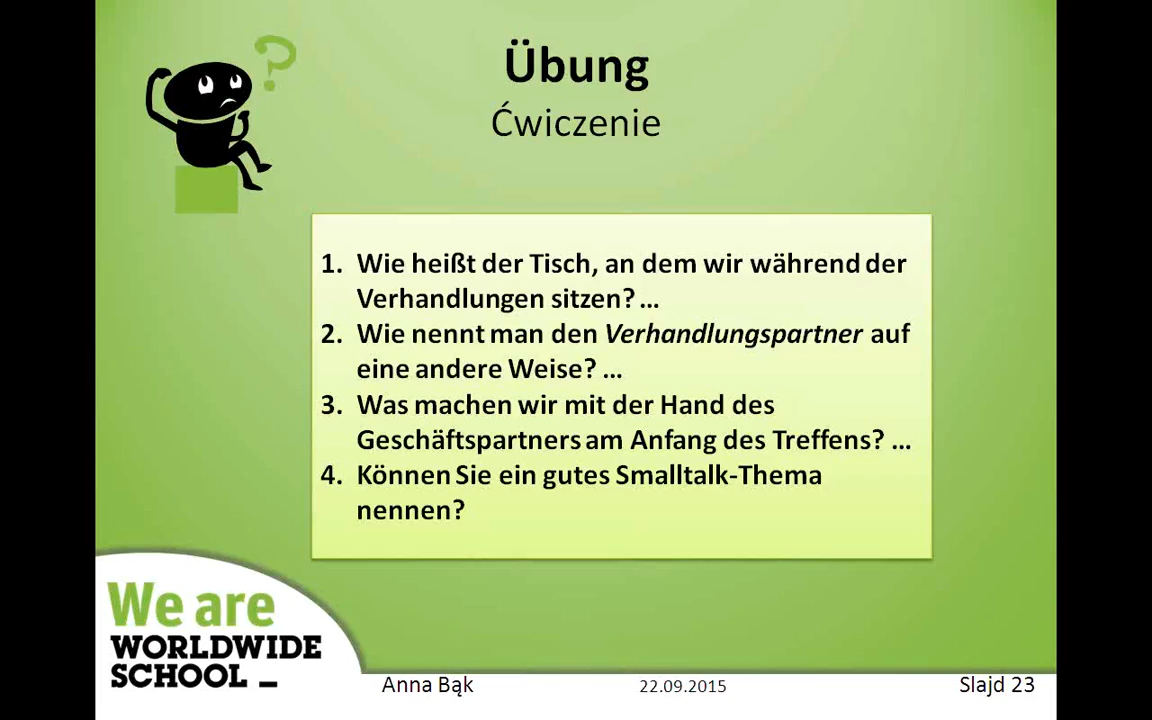 ?
Übung
Ćwiczenie
1. Wie heißt der Tisch, an dem wir während der
Verhandlungen sitzen? ...
2. Wie nennt man den Verhandlungspartner auf
eine andere Weise? ...
3. Was machen wir mit der Hand des
Geschäftspartners am Anfang des Treffens? ...
4. Können Sie ein gutes Smalltalk-Thema
nennen?
We are
WORLDWIDE
SCHOOL _
Anna Bąk 22.09.2015 Slajd 23